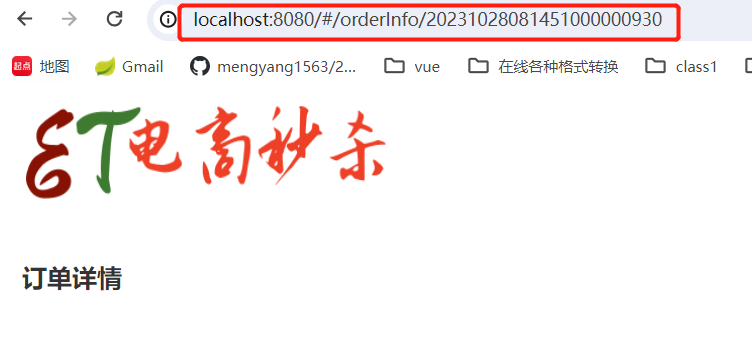 localhost:8080/#/orderInfo/20231028081451000000930
起点 地图 Gmail mengyang1563/2... vue 在线各种格式转换 class1
ET电商秒杀
订单详情